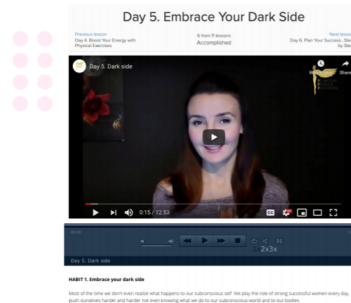 Day 5. Embrace Your Dark Side
Previous lesson
6 from 9 lessons
Next lesson
Day 4. Boost Your Energy with
Accomplished
Day 6. Plan Your Success.
Physical Exercises
by
Day 5. Dark side
Share
0:15 / 12:53
2x3x
Day 5. Dark side
HABIT 1. Embrace your dark side
Most of the time we don't even realize what happens to our subconscious self. We play the role of strong successful women every day,
push ourselves harder and harder not even knowing what we do to our subconscious world and to our bodies.